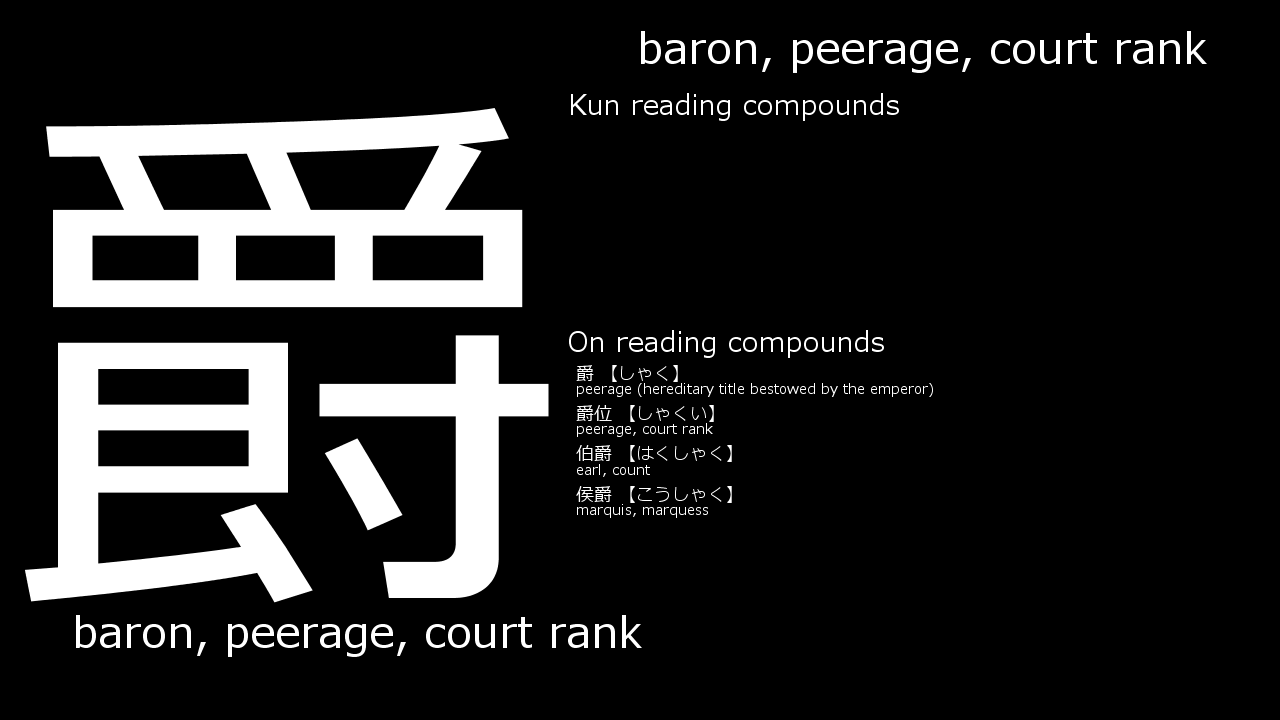 爵
baron, peerage, court rank
baron, peerage, court rank
Kun reading compounds
On reading compounds
爵 【しゃく】
peerage (hereditary title bestowed by the emperor)
爵位 【しゃくい】
peerage, court rank
伯爵 【はくしゃく】
earl, count
侯爵 【こうしゃく】
marquis, marquess